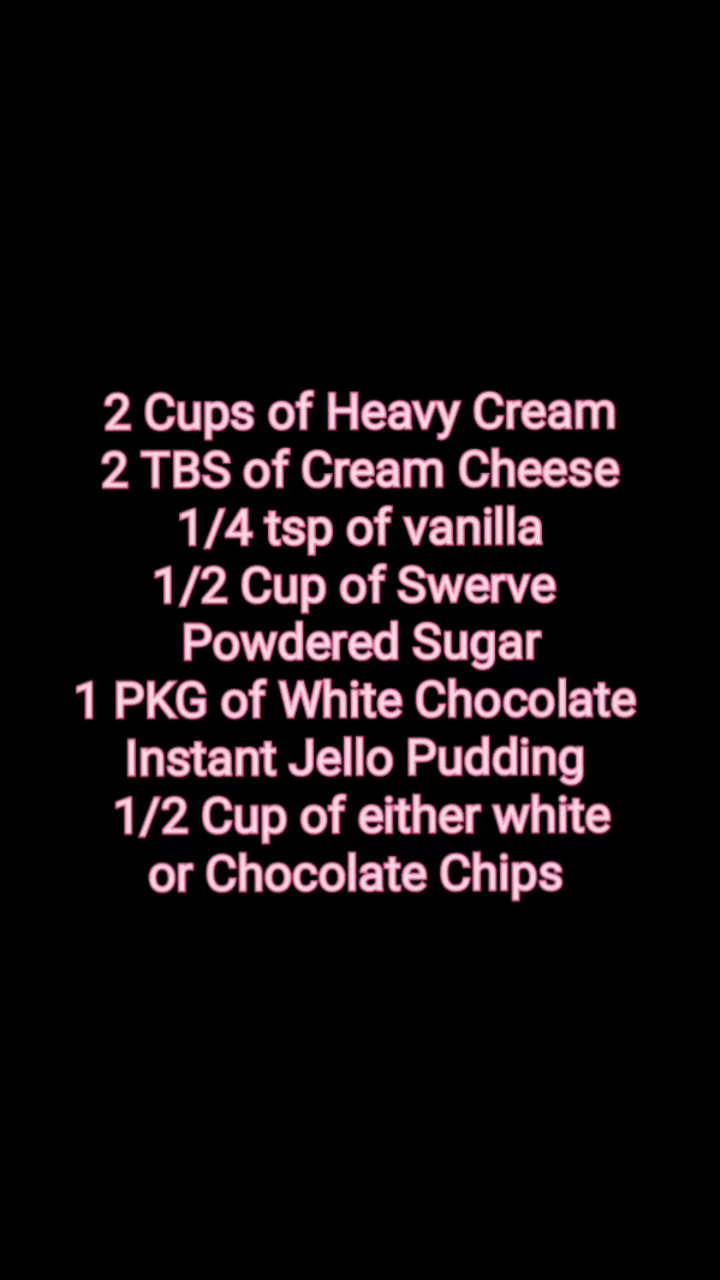 2 Cups of Heavy Cream
2 TBS of Cream Cheese
1/4 tsp of vanilla
1/2 Cup of Swerve
Powdered Sugar
1 PKG of White Chocolate
Instant Jello Pudding
1/2 Cup of either white
or Chocolate Chips